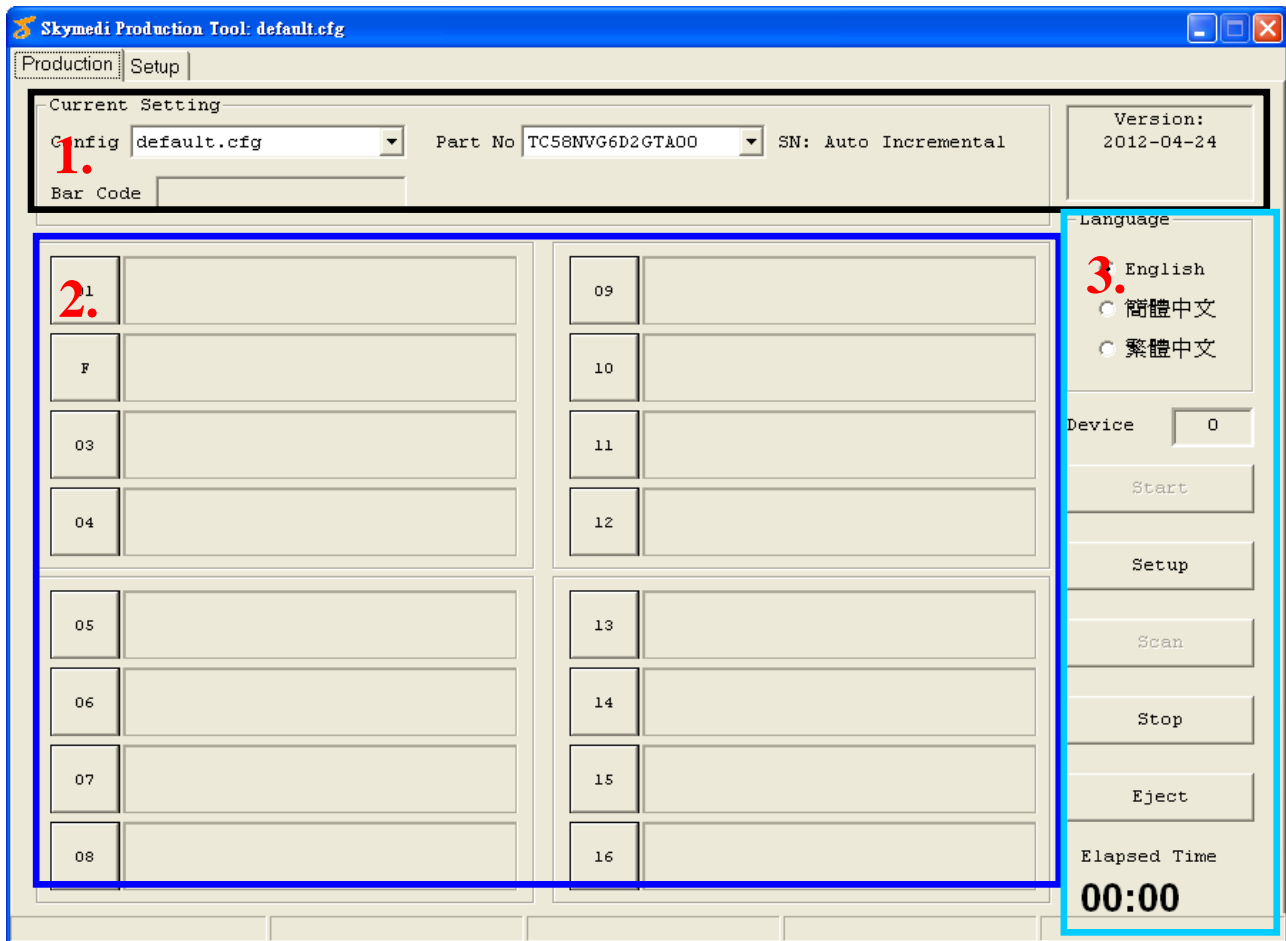 Skymedi Production Tool: default.cfg
Production Setup
Current Setting
Config default.cfg Part No TC58NVG6D2GTA00 SN: Auto Incremental
Version:
2012-04-24
1.
Bar Code
Language
3.
English
簡體中文
繁體中文
2.
01
09
F
10
03
11
04
12
05
13
06
14
07
15
08
16
Device 0
Start
Setup
Scan
Stop
Eject
Elapsed Time
00:00